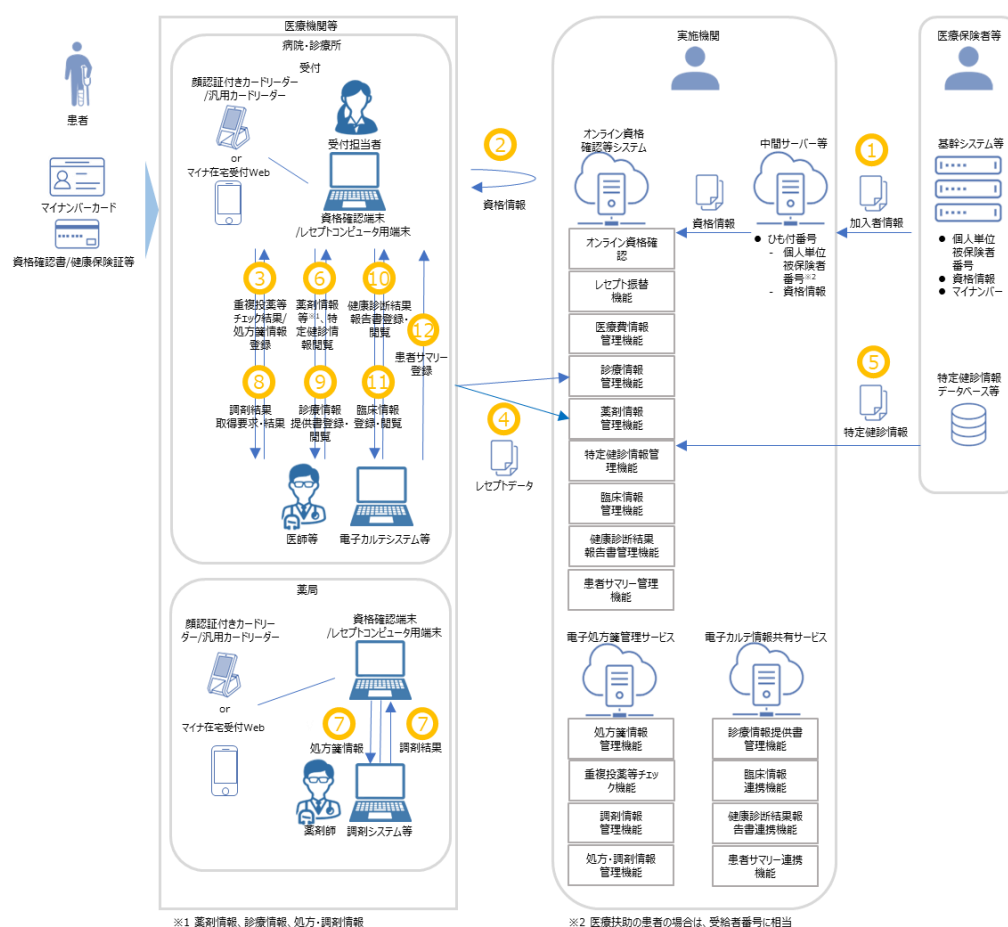 医療機関等
病院・診療所
受付
顔認証付きカードリーダー
/汎用カードリーダー
or
マイナ在宅受付Web
受付担当者
資格確認端末
/レセプトコンピュータ用端末
患者
マイナンバーカード
資格確認書/健康保険証等
3
重複投薬等
チェック結果/
処方箋情報
登録
6
薬剤情報
等※1、特
定健診情
報閲覧
10
健康診断結果
報告書登録・
閲覧
12
患者サマリー
登録
8
調剤結果
取得要求・結果
9
診療情報
提供書登録・
閲覧
11
臨床情報
登録・閲覧
医師等
電子カルテシステム等
薬局
顔認証付きカードリー
ダー/汎用カードリーダー
or
マイナ在宅受付Web
資格確認端末
/レセプトコンピュータ用端末
7
処方箋情報
7
調剤結果
薬剤師
調剤システム等
※1 薬剤情報、診療情報、処方・調剤情報
2
資格情報
4
レセプトデータ
実施機関
オンライン資格
確認等システム
オンライン資格確
認
レセプト振替
機能
医療費情報
管理機能
診療情報
管理機能
薬剤情報
管理機能
特定健診情報管
理機能
臨床情報
管理機能
健康診断結果
報告書管理機能
患者サマリー管理
機能
資格情報
中間サーバー等
● ひも付番号
- 個人単位
被保険者
番号※2
- 資格情報
電子処方箋管理サービス
処方箋情報
管理機能
重複投薬等チェッ
ク機能
調剤情報
管理機能
処方・調剤情報
管理機能
電子カルテ情報共有サービス
診療情報提供書
管理機能
臨床情報
連携機能
健康診断結果報
告書連携機能
患者サマリー連携
機能
※2 医療扶助の患者の場合は、受給者番号に相当
1
加入者情報
5
特定健診情報
医療保険者等
基幹システム等
● 個人単位
被保険者
番号
● 資格情報
● マイナンバー
特定健診情報
データベース等